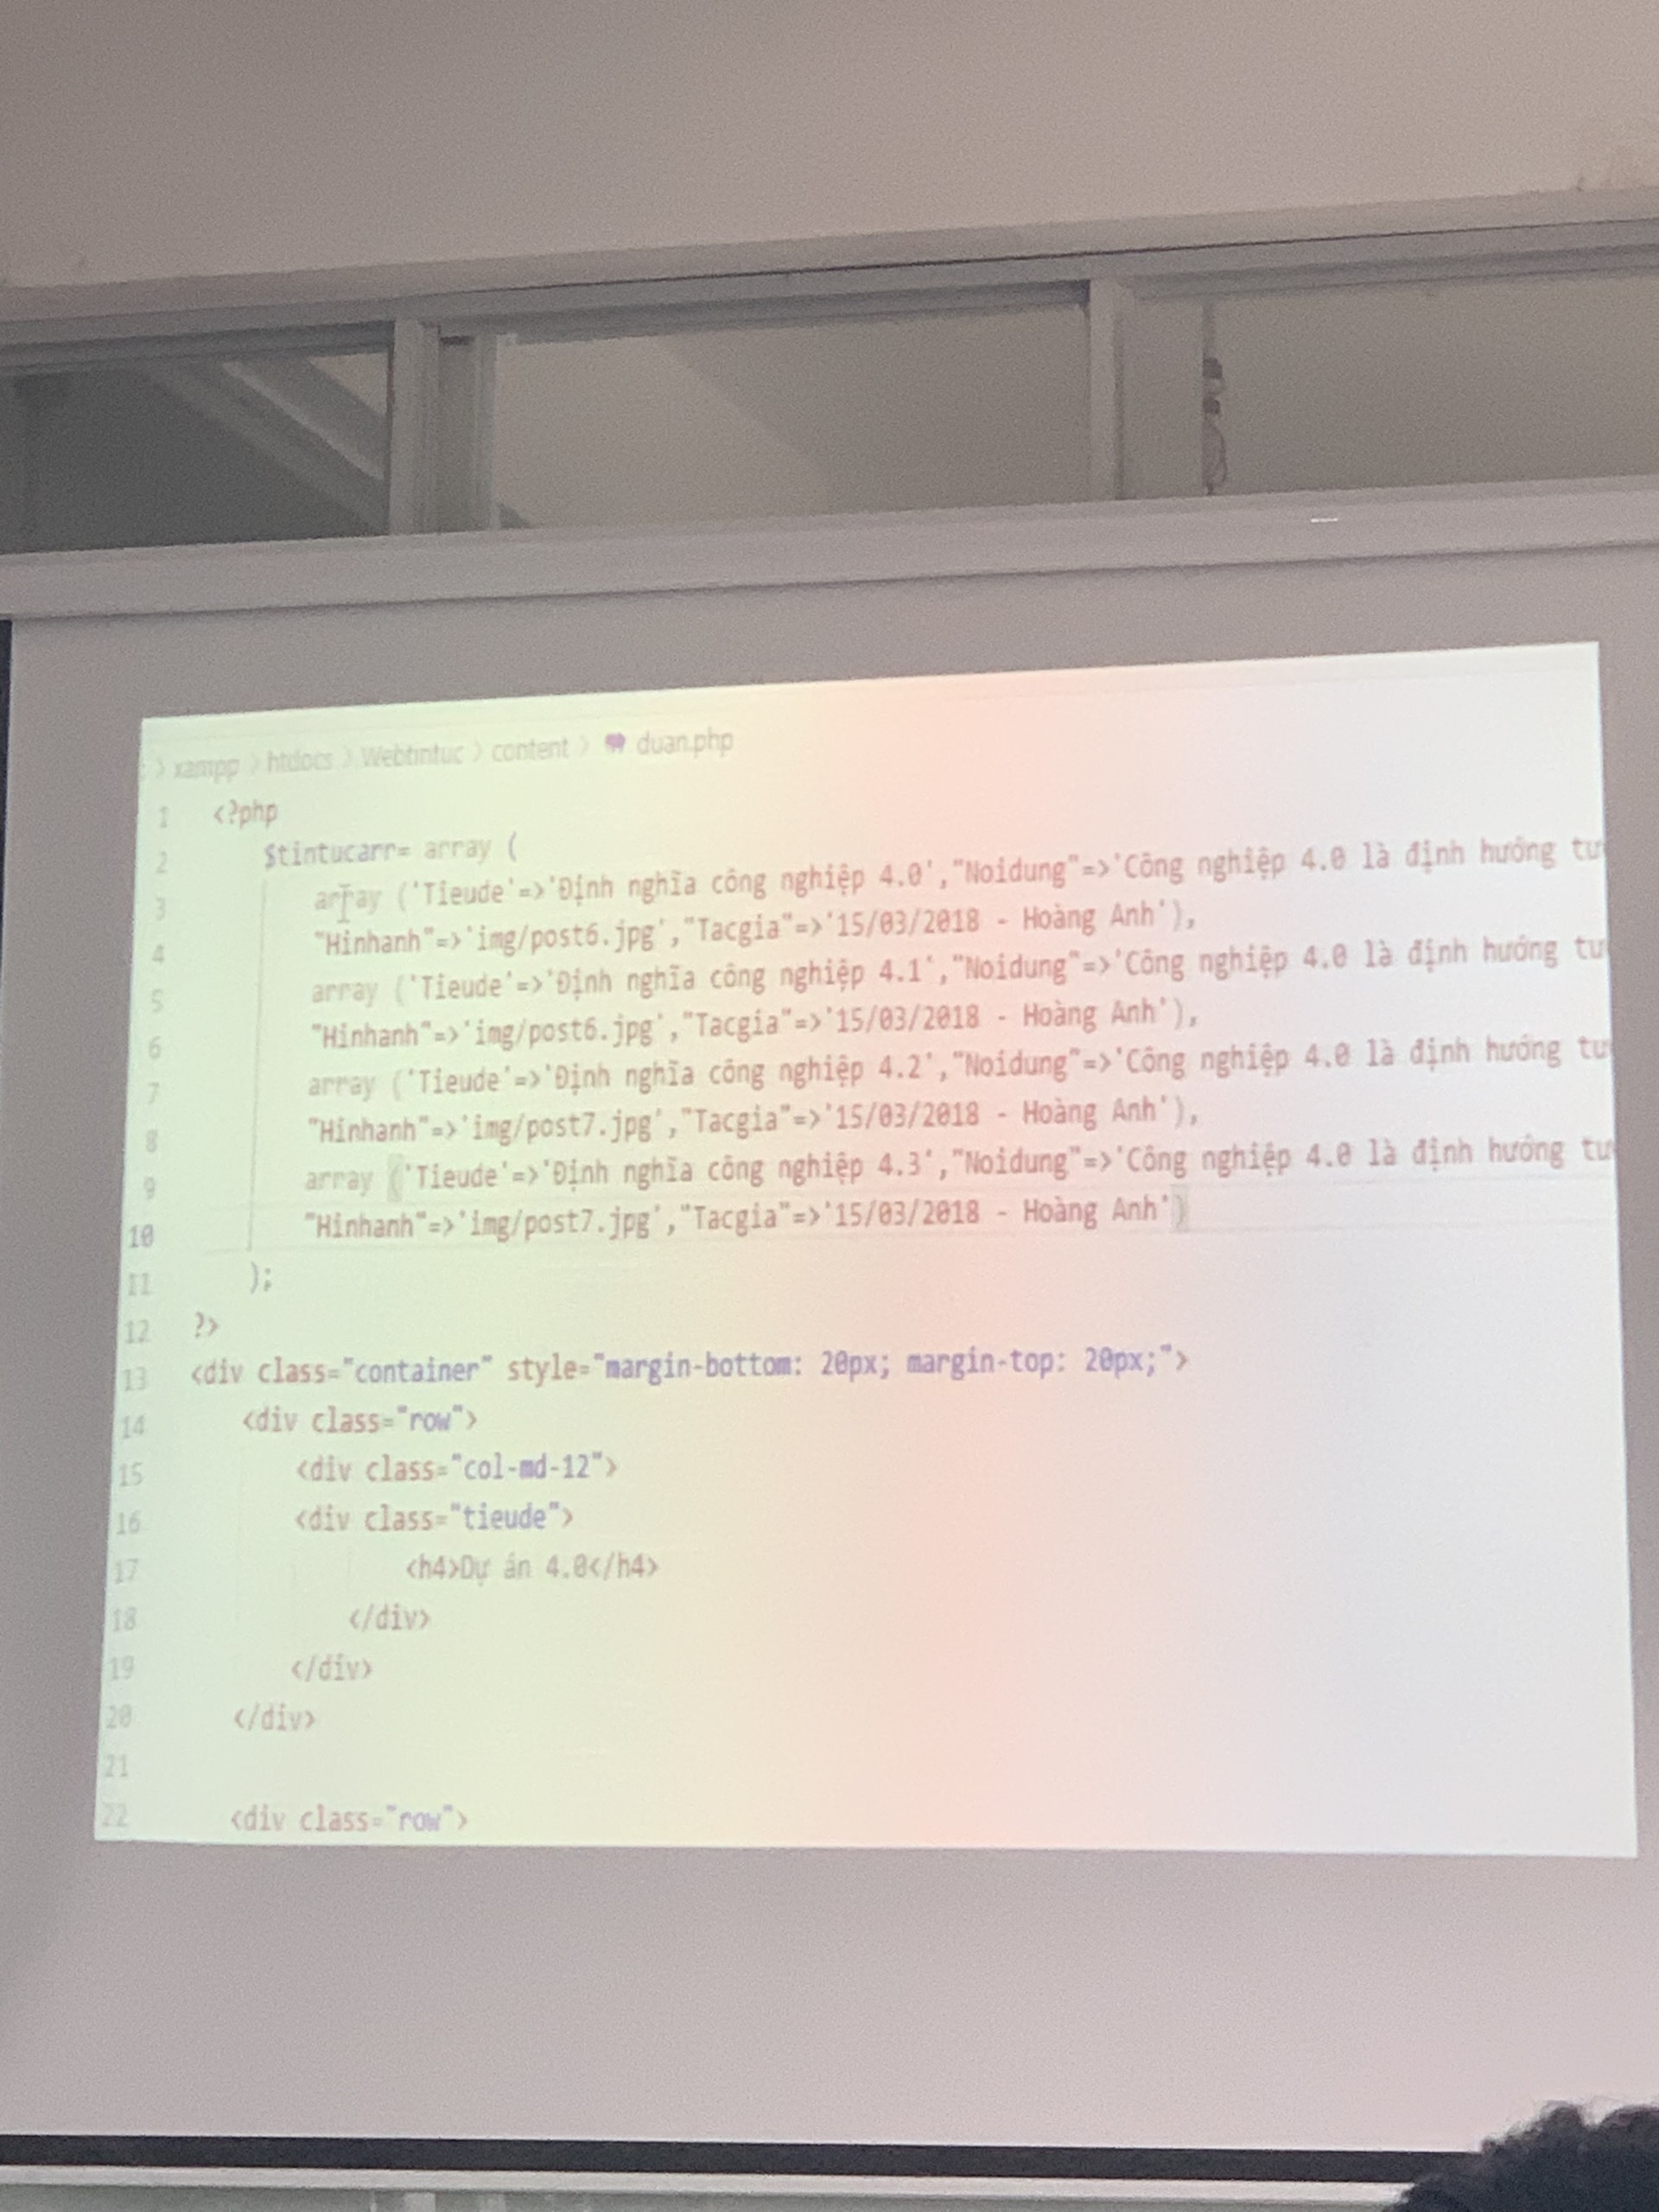 > xampp > htdocs > Webtintuc > content > duan.php
1 <?php
2 $tintucarr= array (
3 array ('Tieude'=>'Định nghĩa công nghiệp 4.0',"Noidung"=>'Công nghiệp 4.0 là định hướng
4 "Hinhanh"=>'img/post6.jpg',"Tacgia"=>'15/03/2018 - Hoàng Anh'),
5 array ('Tieude'=>'Định nghĩa công nghiệp 4.1',"Noidung"=>'Công nghiệp 4.0 là định hướng
6 "Hinhanh"=>'img/post6.jpg',"Tacgia"=>'15/03/2018 - Hoàng Anh'),
7 array ('Tieude'=>'Định nghĩa công nghiệp 4.2',"Noidung"=>'Công nghiệp 4.0 là định hướng
8 "Hinhanh"=>'img/post7.jpg',"Tacgia"=>'15/03/2018 - Hoàng Anh'),
9 array ('Tieude'=>'Định nghĩa công nghiệp 4.3',"Noidung"=>'Công nghiệp 4.0 là định hướng
10 "Hinhanh"=>'img/post7.jpg',"Tacgia"=>'15/03/2018 - Hoàng Anh')
11 );
12 ?>
13 <div class="container" style="margin-bottom: 20px; margin-top: 20px;">
14 <div class="row">
15 <div class="col-md-12">
16 <div class="tieude">
17 <h4>Dự án 4.0</h4>
18 </div>
19 </div>
20 </div>
21
22 <div class="row">